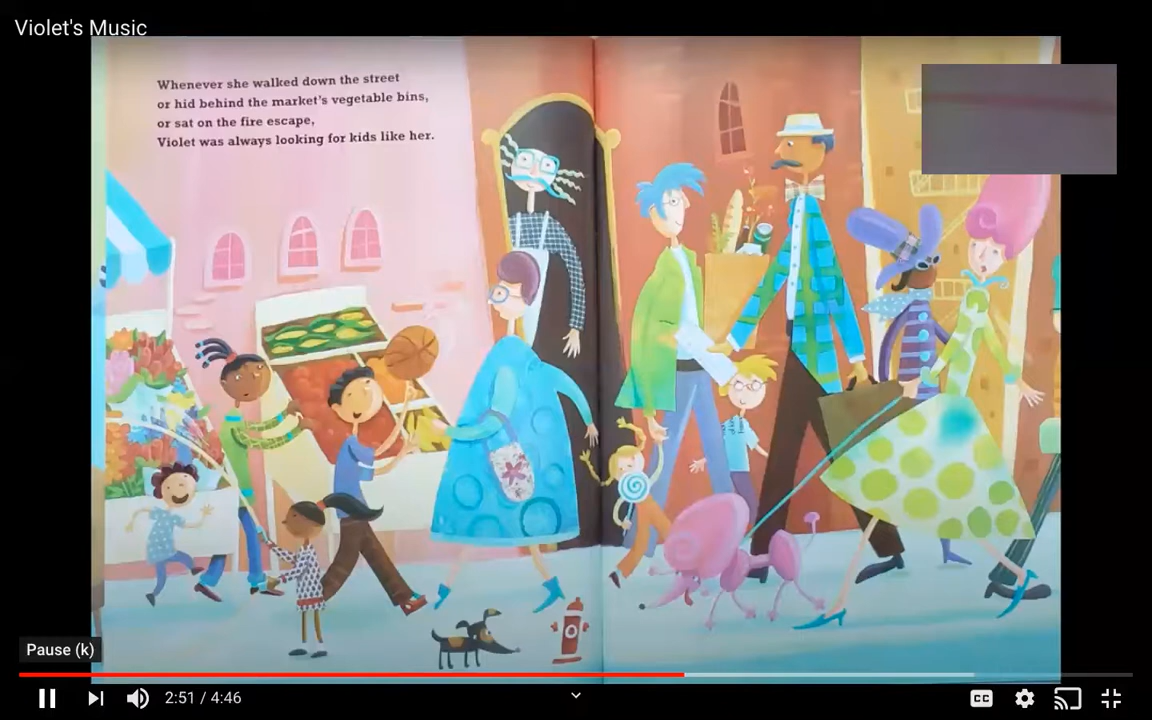 Violet's Music
Whenever she walked down the street
or hid behind the market's vegetable bins,
or sat on the fire escape,
Violet was always looking for kids like her.
Pause (k)
2:51 / 4:46
CC